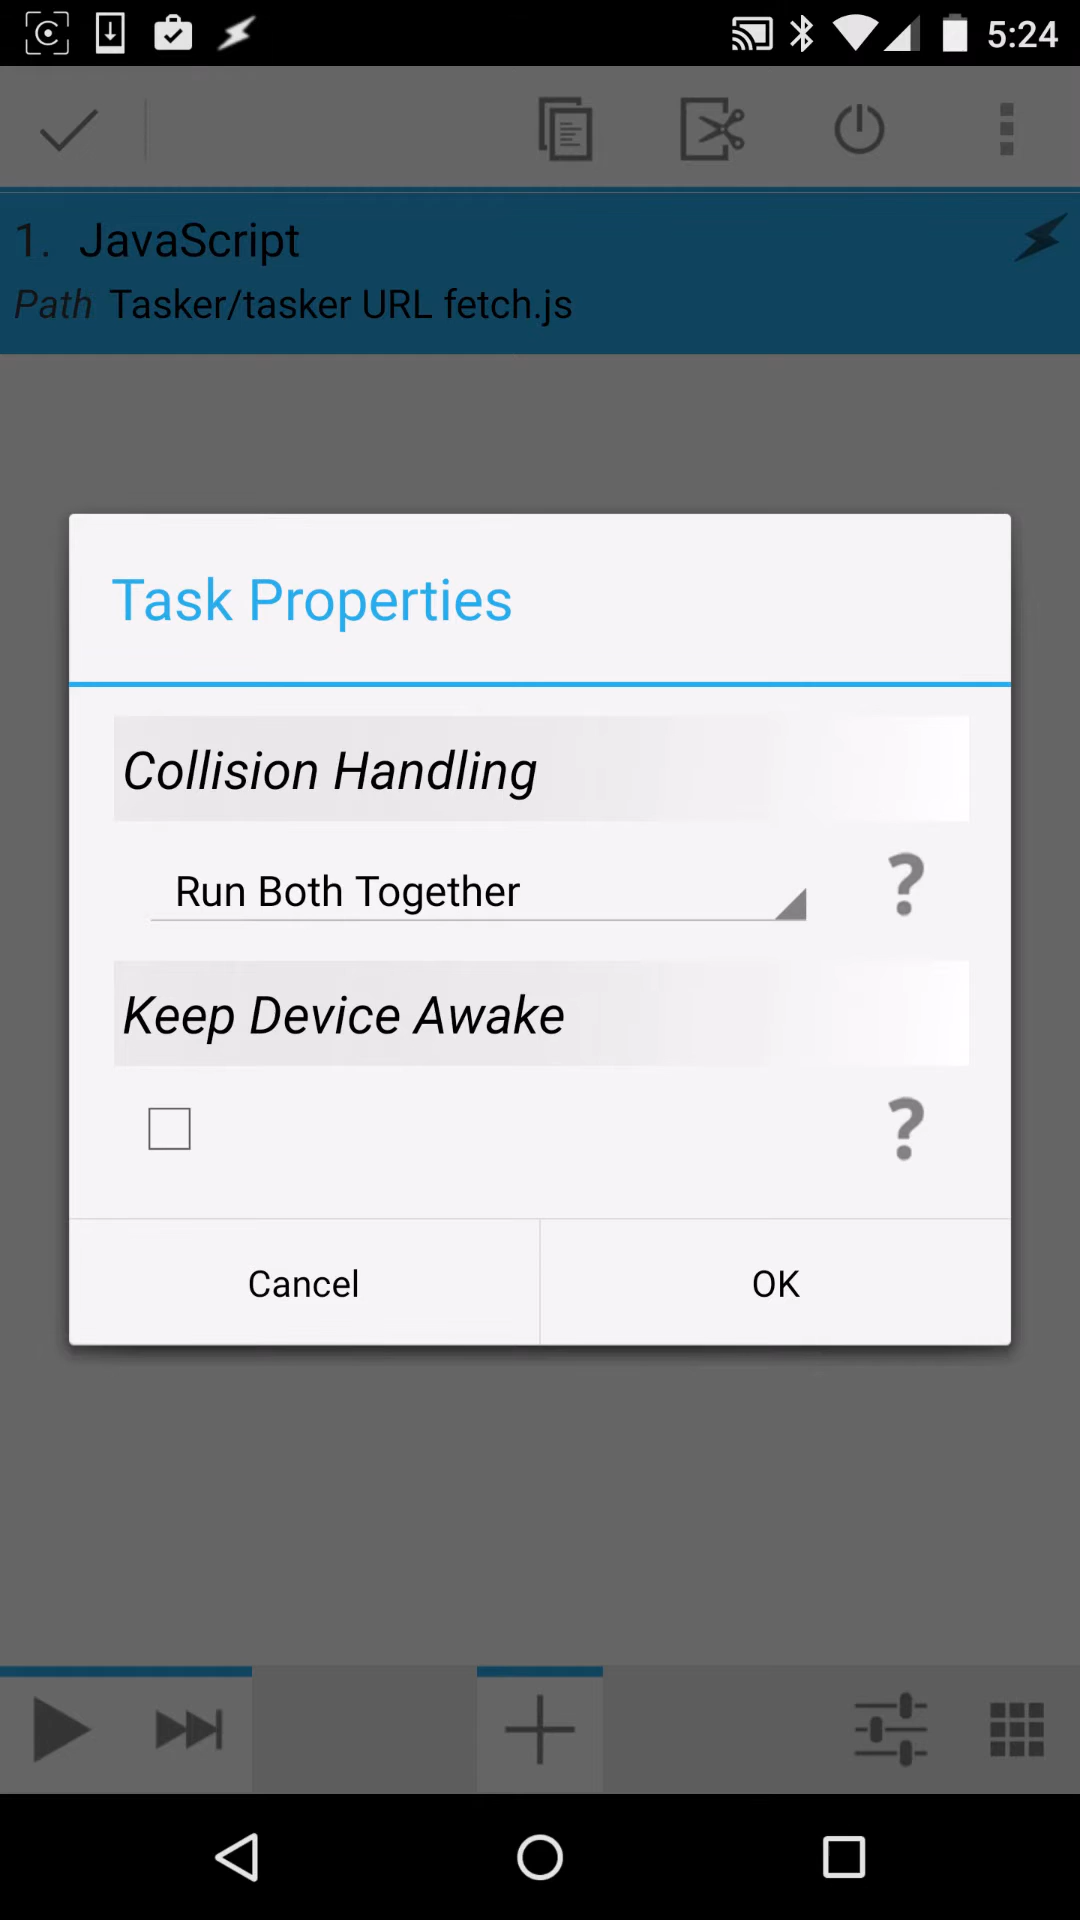 5:24
1. JavaScript
Path Tasker/tasker URL fetch.js
Task Properties
Collision Handling
Run Both Together
?
Keep Device Awake
?
Cancel OK